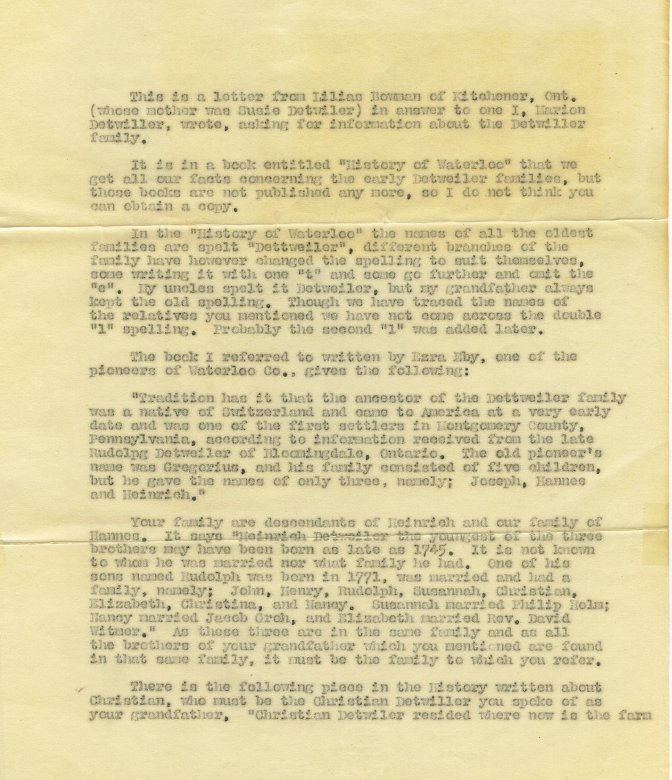 This is a letter from Lilias Bowman of Kitchener, Ont.
(whose mother was Susie Detwiler) in answer to one I, Marion
Detwiller, wrote, asking for information about the Detwiller
family.
It is in a book entitled "History of Waterloo" that we
get all our facts concerning the early Detweiler families, but
those books are not published any more, so I do not think you
can obtain a copy.
In the "History of Waterloo" the names of all the oldest
families are spelt "Dettweiler", different branches of the
family have however changed the spelling to suit themselves,
some writing it with one "t" and some go further and omit the
"e". My uncles spelt it Detweiler, but my grandfather always
kept the old spelling. Though we have traced the names of
the relatives you mentioned we have not come across the double
"l" spelling. Probably the second "l" was added later.
The book I referred to written by Ezra Eby, one of the
pioneers of Waterloo Co., gives the following:
"Tradition has it that the ancestor of the Dettweiler family
was a native of Switzerland and came to America at a very early
date and was one of the first settlers in Montgomery County,
Pennsylvania, according to information received from the late
Rudolpg Detweiler of Bloomingdale, Ontario. The old pioneer's
name was Gregorius, and his family consisted of five children,
but he gave the names of only three, namely; Joseph, Hannes
and Heinrich."
Your family are descendants of Heinrich and our family of
Hannes. It says "Heinrich Detweiler the youngest of the three
brothers may have been born as late as 1745. It is not known
to whom he was married nor what family he had. One of his
sons named Rudolph was born in 1771, was married and had a
family, namely; John, Henry, Rudolph, Susannah, Christian,
Elizabeth, Christina, and Nancy. Susannah married Philip Holm;
Nancy married Jacob Groh, and Elizabeth married Rev. David
Witmer." As these three are in the same family and as all
the brothers of your grandfather which you mentioned are found
in that same family, it must be the family to which you refer.
There is the following piece in the History written about
Christian, who must be the Christian Detwiller you spoke of as
your grandfather, "Christian Detwiler resided where now is the farm